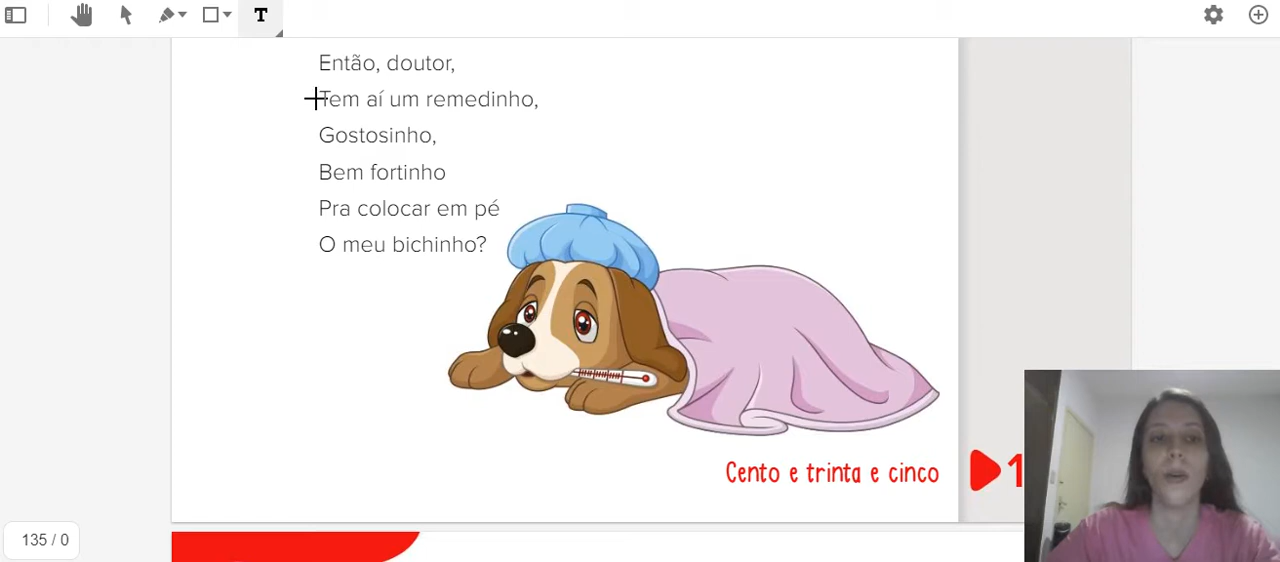 T
Então, doutor,
Tem aí um remedinho,
Gostosinho,
Bem fortinho
Pra colocar em pé
O meu bichinho?
Cento e trinta e cinco
1
135 / 0